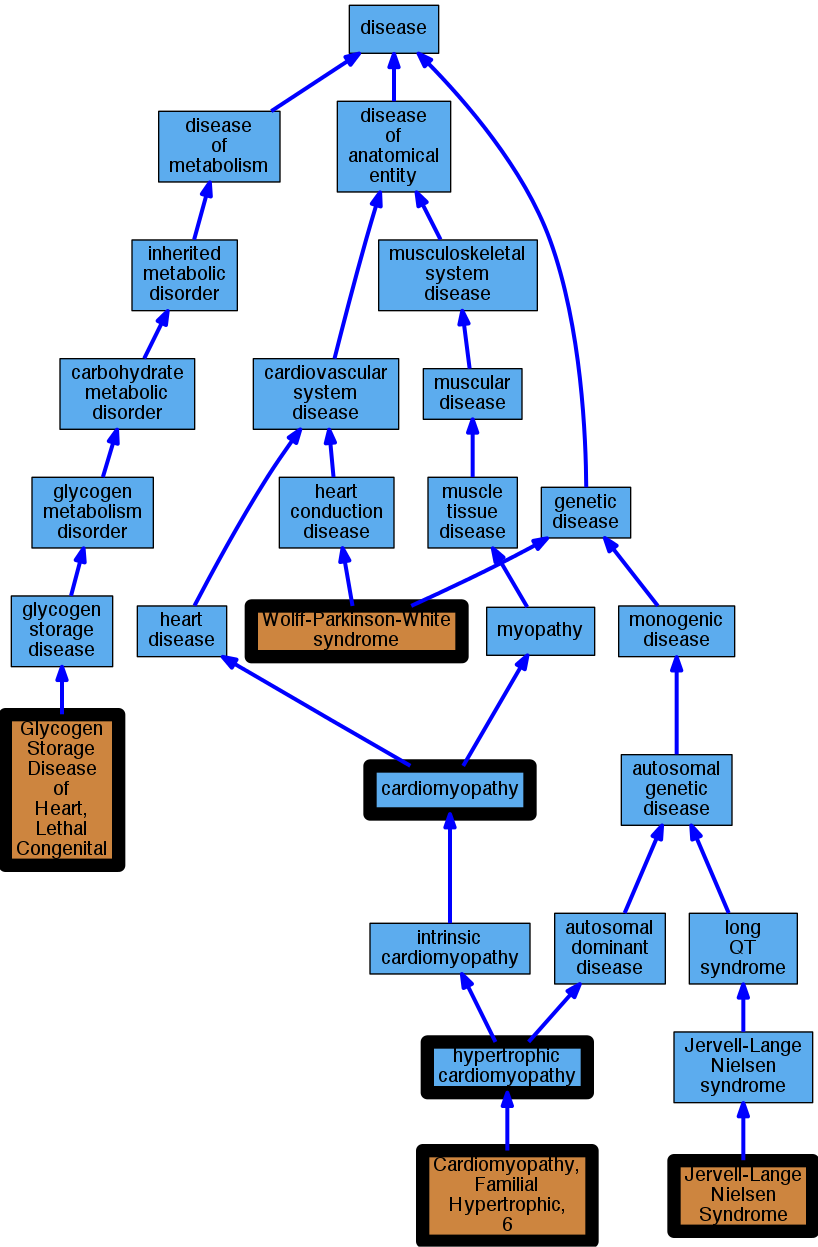 disease
disease
of
metabolism
disease
of
anatomical
entity
inherited
metabolic
disorder
musculoskeletal
system
disease
carbohydrate
metabolic
disorder
cardiovascular
system
disease
muscular
disease
glycogen
metabolism
disorder
heart
conduction
disease
muscle
tissue
disease
genetic
disease
glycogen
storage
disease
heart
disease
Wolff-Parkinson-White
syndrome
myopathy
monogenic
disease
Glycogen
Storage
Disease
of
Heart,
Lethal
Congenital
cardiomyopathy
autosomal
genetic
disease
intrinsic
cardiomyopathy
autosomal
dominant
disease
long
QT
syndrome
hypertrophic
cardiomyopathy
Jervell-Lange
Nielsen
syndrome
Cardiomyopathy,
Familial
Hypertrophic,
6
Jervell-Lange
Nielsen
Syndrome